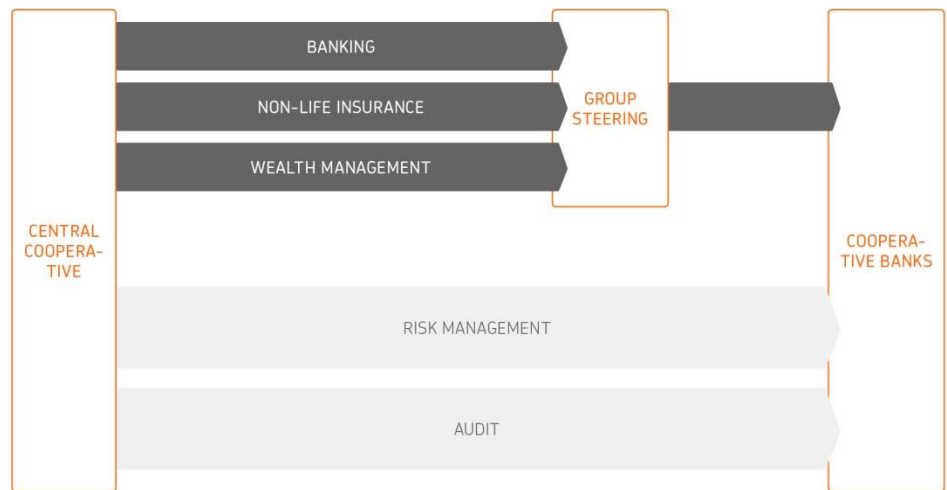 BANKING
NON-LIFE INSURANCE
WEALTH MANAGEMENT
GROUP
STEERING
CENTRAL
COOPERA-
TIVE
COOPERA-
TIVE BANKS
RISK MANAGEMENT
AUDIT